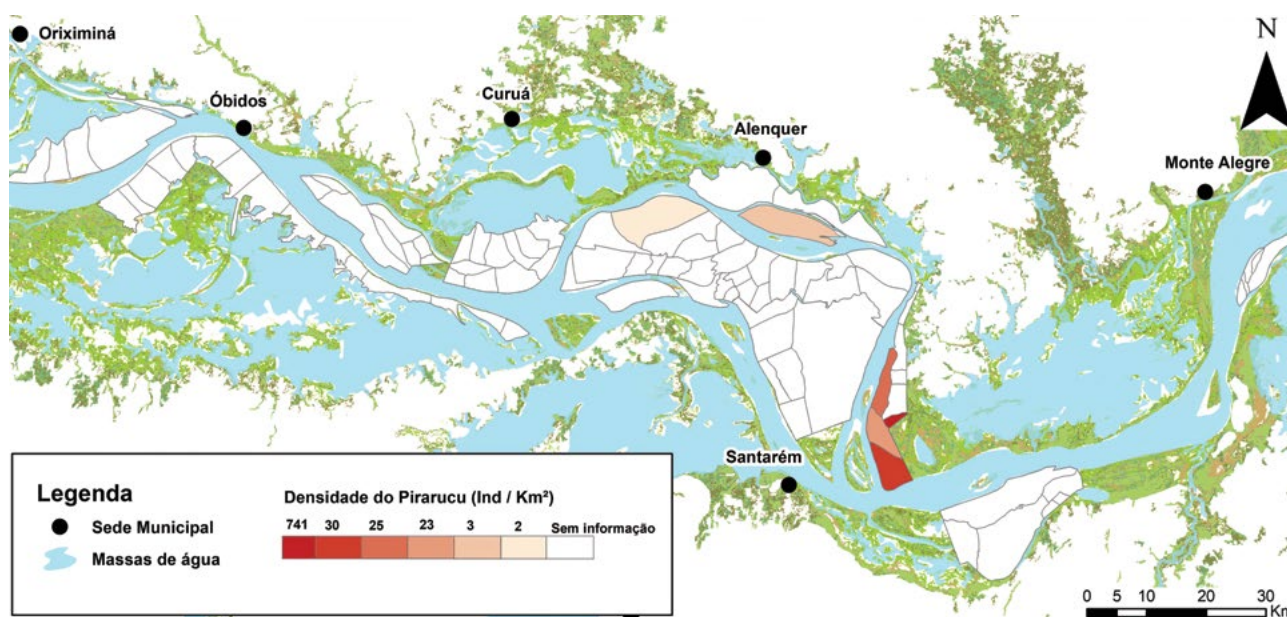 N
Oriximiná
Óbidos
Curuá
Alenquer
Monte Alegre
Santarém
Legenda
Sede Municipal
Massas de água
Densidade do Pirarucu (Ind / Km²)
741 30 25 23 3 2 Sem informação
0 5 10 20 30
Km